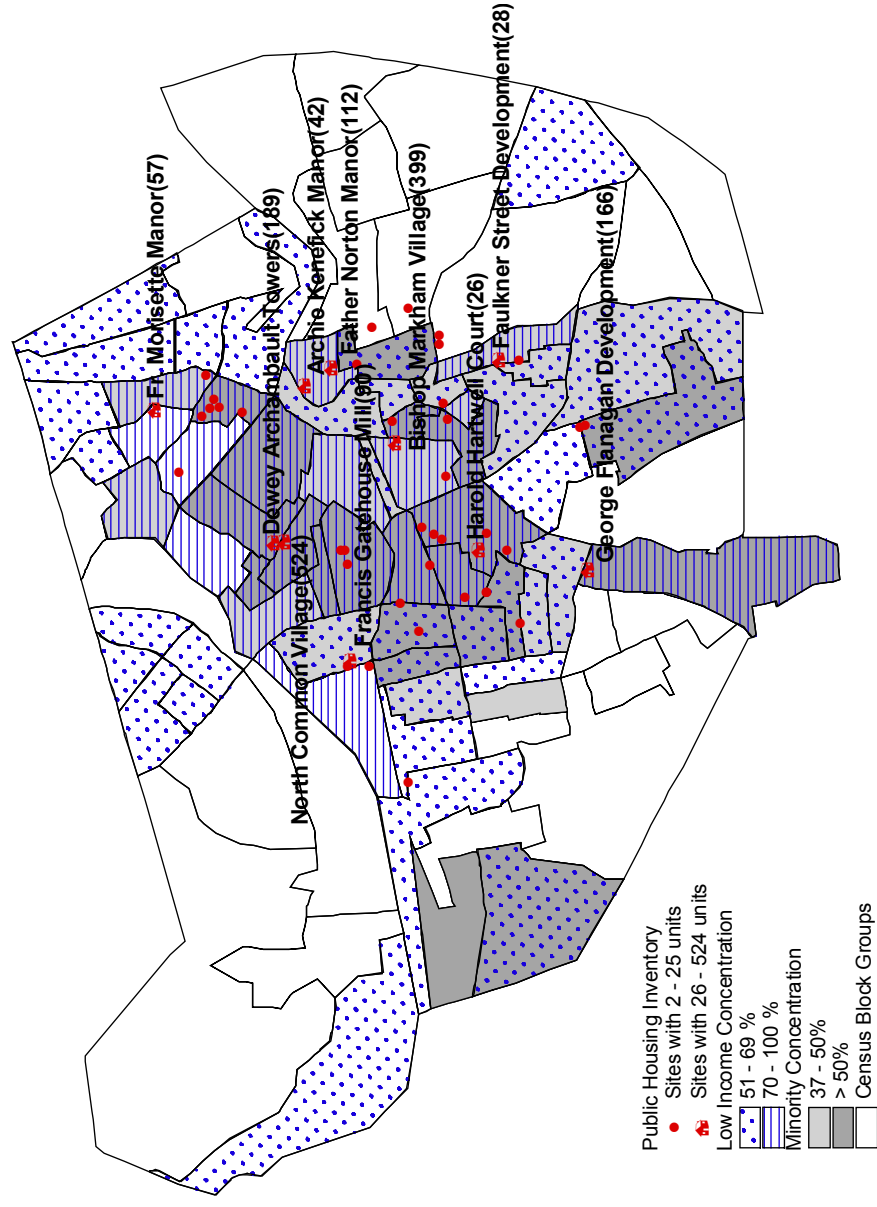 Fr. Morisette Manor(57)
Dewey Archambault Towers(189)
Archie Kenefick Manor(42)
Father Norton Manor(112)
Bishop Markham Village(399)
Faulkner Street Development(28)
North Common Village(524)
Francis Gatehouse Mill(90)
Harold Hartwell Court(26)
George Flanagan Development(166)
Public Housing Inventory
Sites with 2 - 25 units
Sites with 26 - 524 units
Low Income Concentration
51 - 69 %
70 - 100 %
Minority Concentration
37 - 50%
> 50%
Census Block Groups